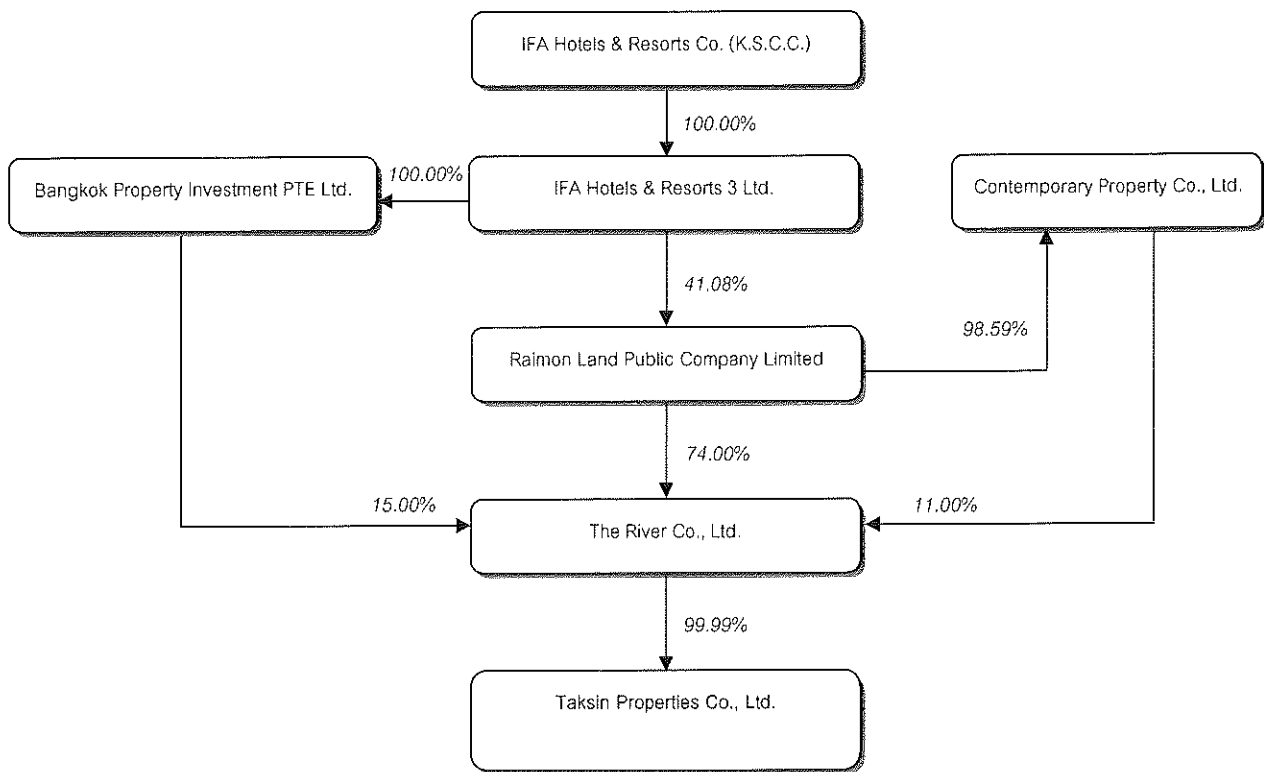 IFA Hotels & Resorts Co. (K.S.C.C.)
100.00%
Bangkok Property Investment PTE Ltd.
100.00%
IFA Hotels & Resorts 3 Ltd.
Contemporary Property Co., Ltd.
41.08%
98.59%
Raimon Land Public Company Limited
74.00%
15.00%
11.00%
The River Co., Ltd.
99.99%
Taksin Properties Co., Ltd.